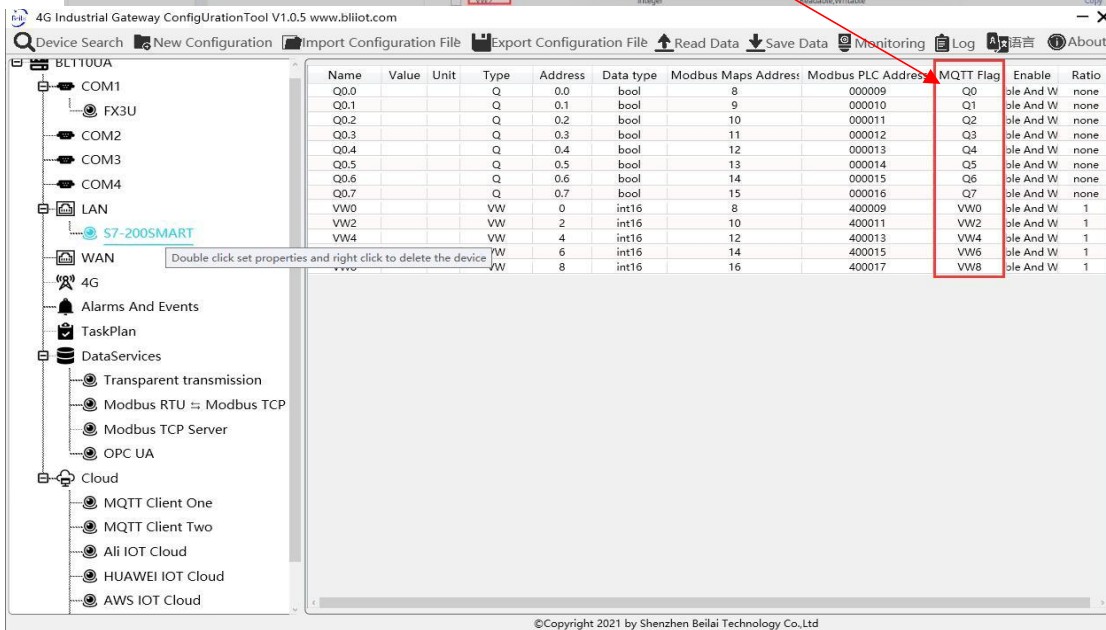 VW2 Integer Readable,Writable Copy
4G Industrial Gateway ConfigUrationTool V1.0.5 www.bliiot.com
Device Search New Configuration Import Configuration File Export Configuration File Read Data Save Data Monitoring Log 语言 About
BLT10UA
COM1
FX3U
COM2
COM3
COM4
LAN
S7-200SMART
WAN
4G
Alarms And Events
TaskPlan
DataServices
Transparent transmission
Modbus RTU ⇆ Modbus TCP
Modbus TCP Server
OPC UA
Cloud
MQTT Client One
MQTT Client Two
Ali IOT Cloud
HUAWEI IOT Cloud
AWS IOT Cloud
Name Value Unit Type Address Data type Modbus Maps Address Modbus PLC Address MQTT Flag Enable Ratio
Q0.0 Q 0.0 bool 8 000009 Q0 ble And W none
Q0.1 Q 0.1 bool 9 000010 Q1 ble And W none
Q0.2 Q 0.2 bool 10 000011 Q2 ble And W none
Q0.3 Q 0.3 bool 11 000012 Q3 ble And W none
Q0.4 Q 0.4 bool 12 000013 Q4 ble And W none
Q0.5 Q 0.5 bool 13 000014 Q5 ble And W none
Q0.6 Q 0.6 bool 14 000015 Q6 ble And W none
Q0.7 Q 0.7 bool 15 000016 Q7 ble And W none
VW0 VW 0 int16 8 400009 VW0 ble And W 1
VW2 VW 2 int16 10 400011 VW2 ble And W 1
VW4 VW 4 int16 12 400013 VW4 ble And W 1
VW 6 int16 14 400015 VW6 ble And W 1
VW 8 int16 16 400017 VW8 ble And W 1
Double click set properties and right click to delete the device
©Copyright 2021 by Shenzhen Beilai Technology Co.,Ltd